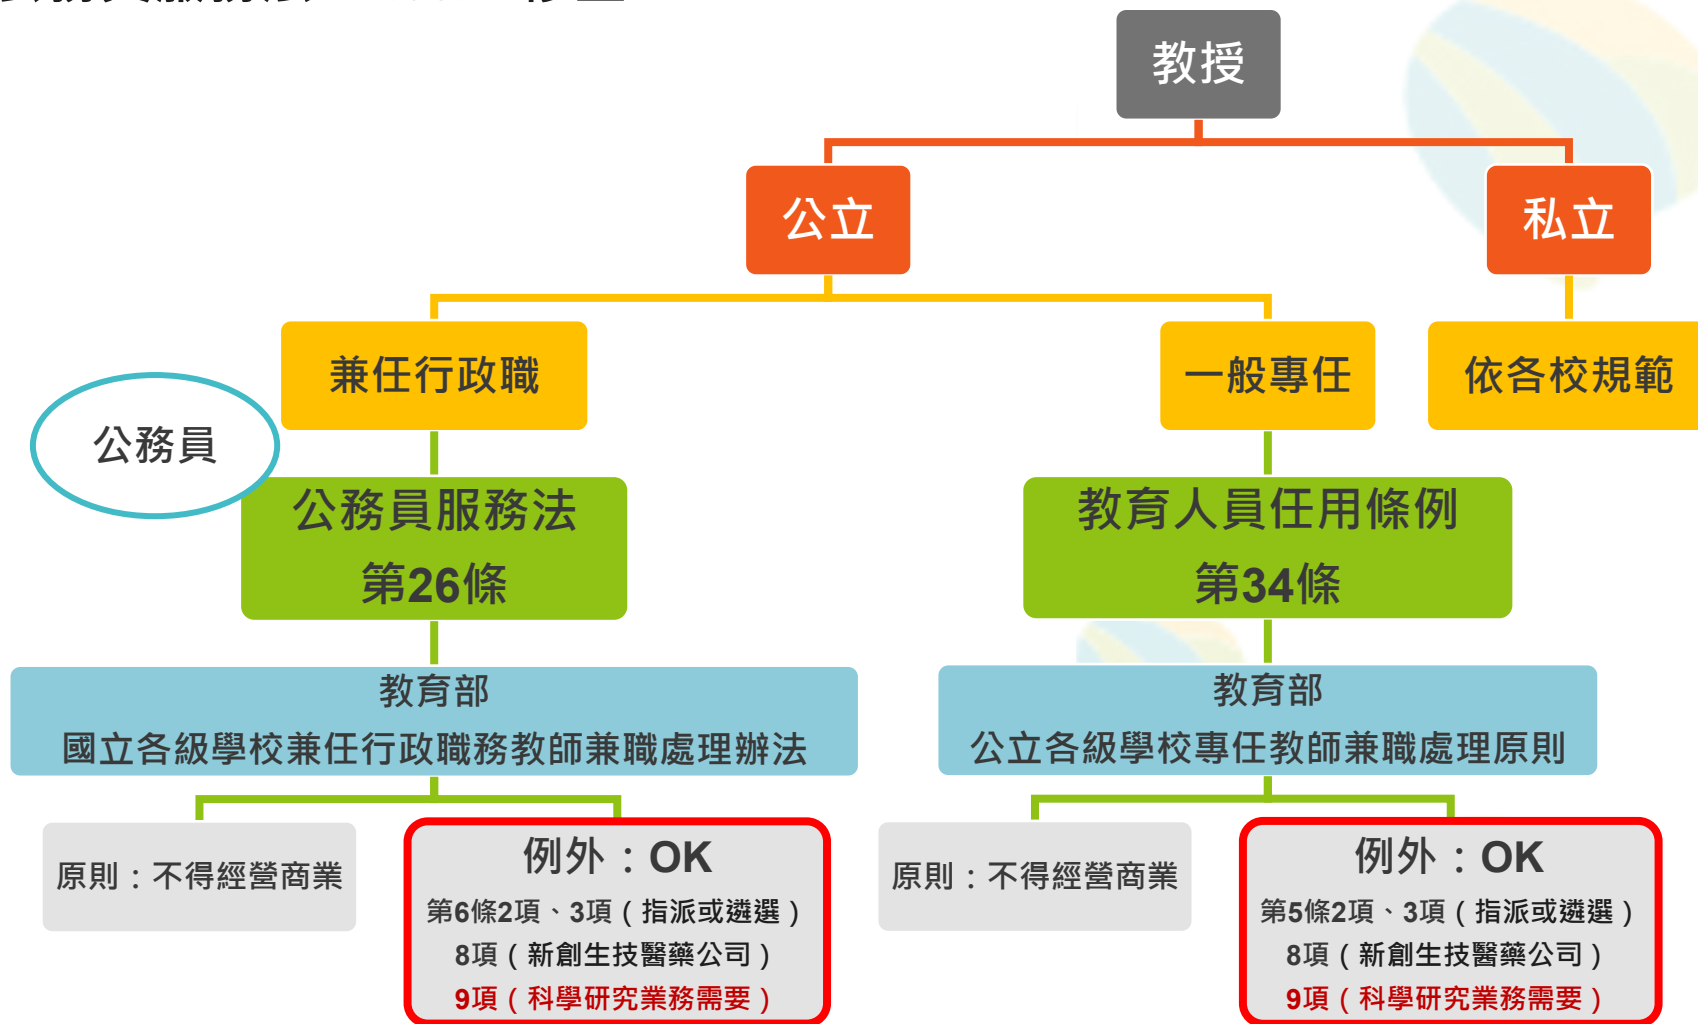 教授
公立
私立
兼任行政職
一般專任
依各校規範
公務員
公務員服務法
第26條
教育人員任用條例
第34條
教育部
國立各級學校兼任行政職務教師兼職處理辦法
教育部
公立各級學校專任教師兼職處理原則
原則：不得經營商業
例外：OK
第6條2項、3項（指派或遴選）
8項（新創生技醫藥公司）
9項（科學研究業務需要）
原則：不得經營商業
例外：OK
第5條2項、3項（指派或遴選）
8項（新創生技醫藥公司）
9項（科學研究業務需要）